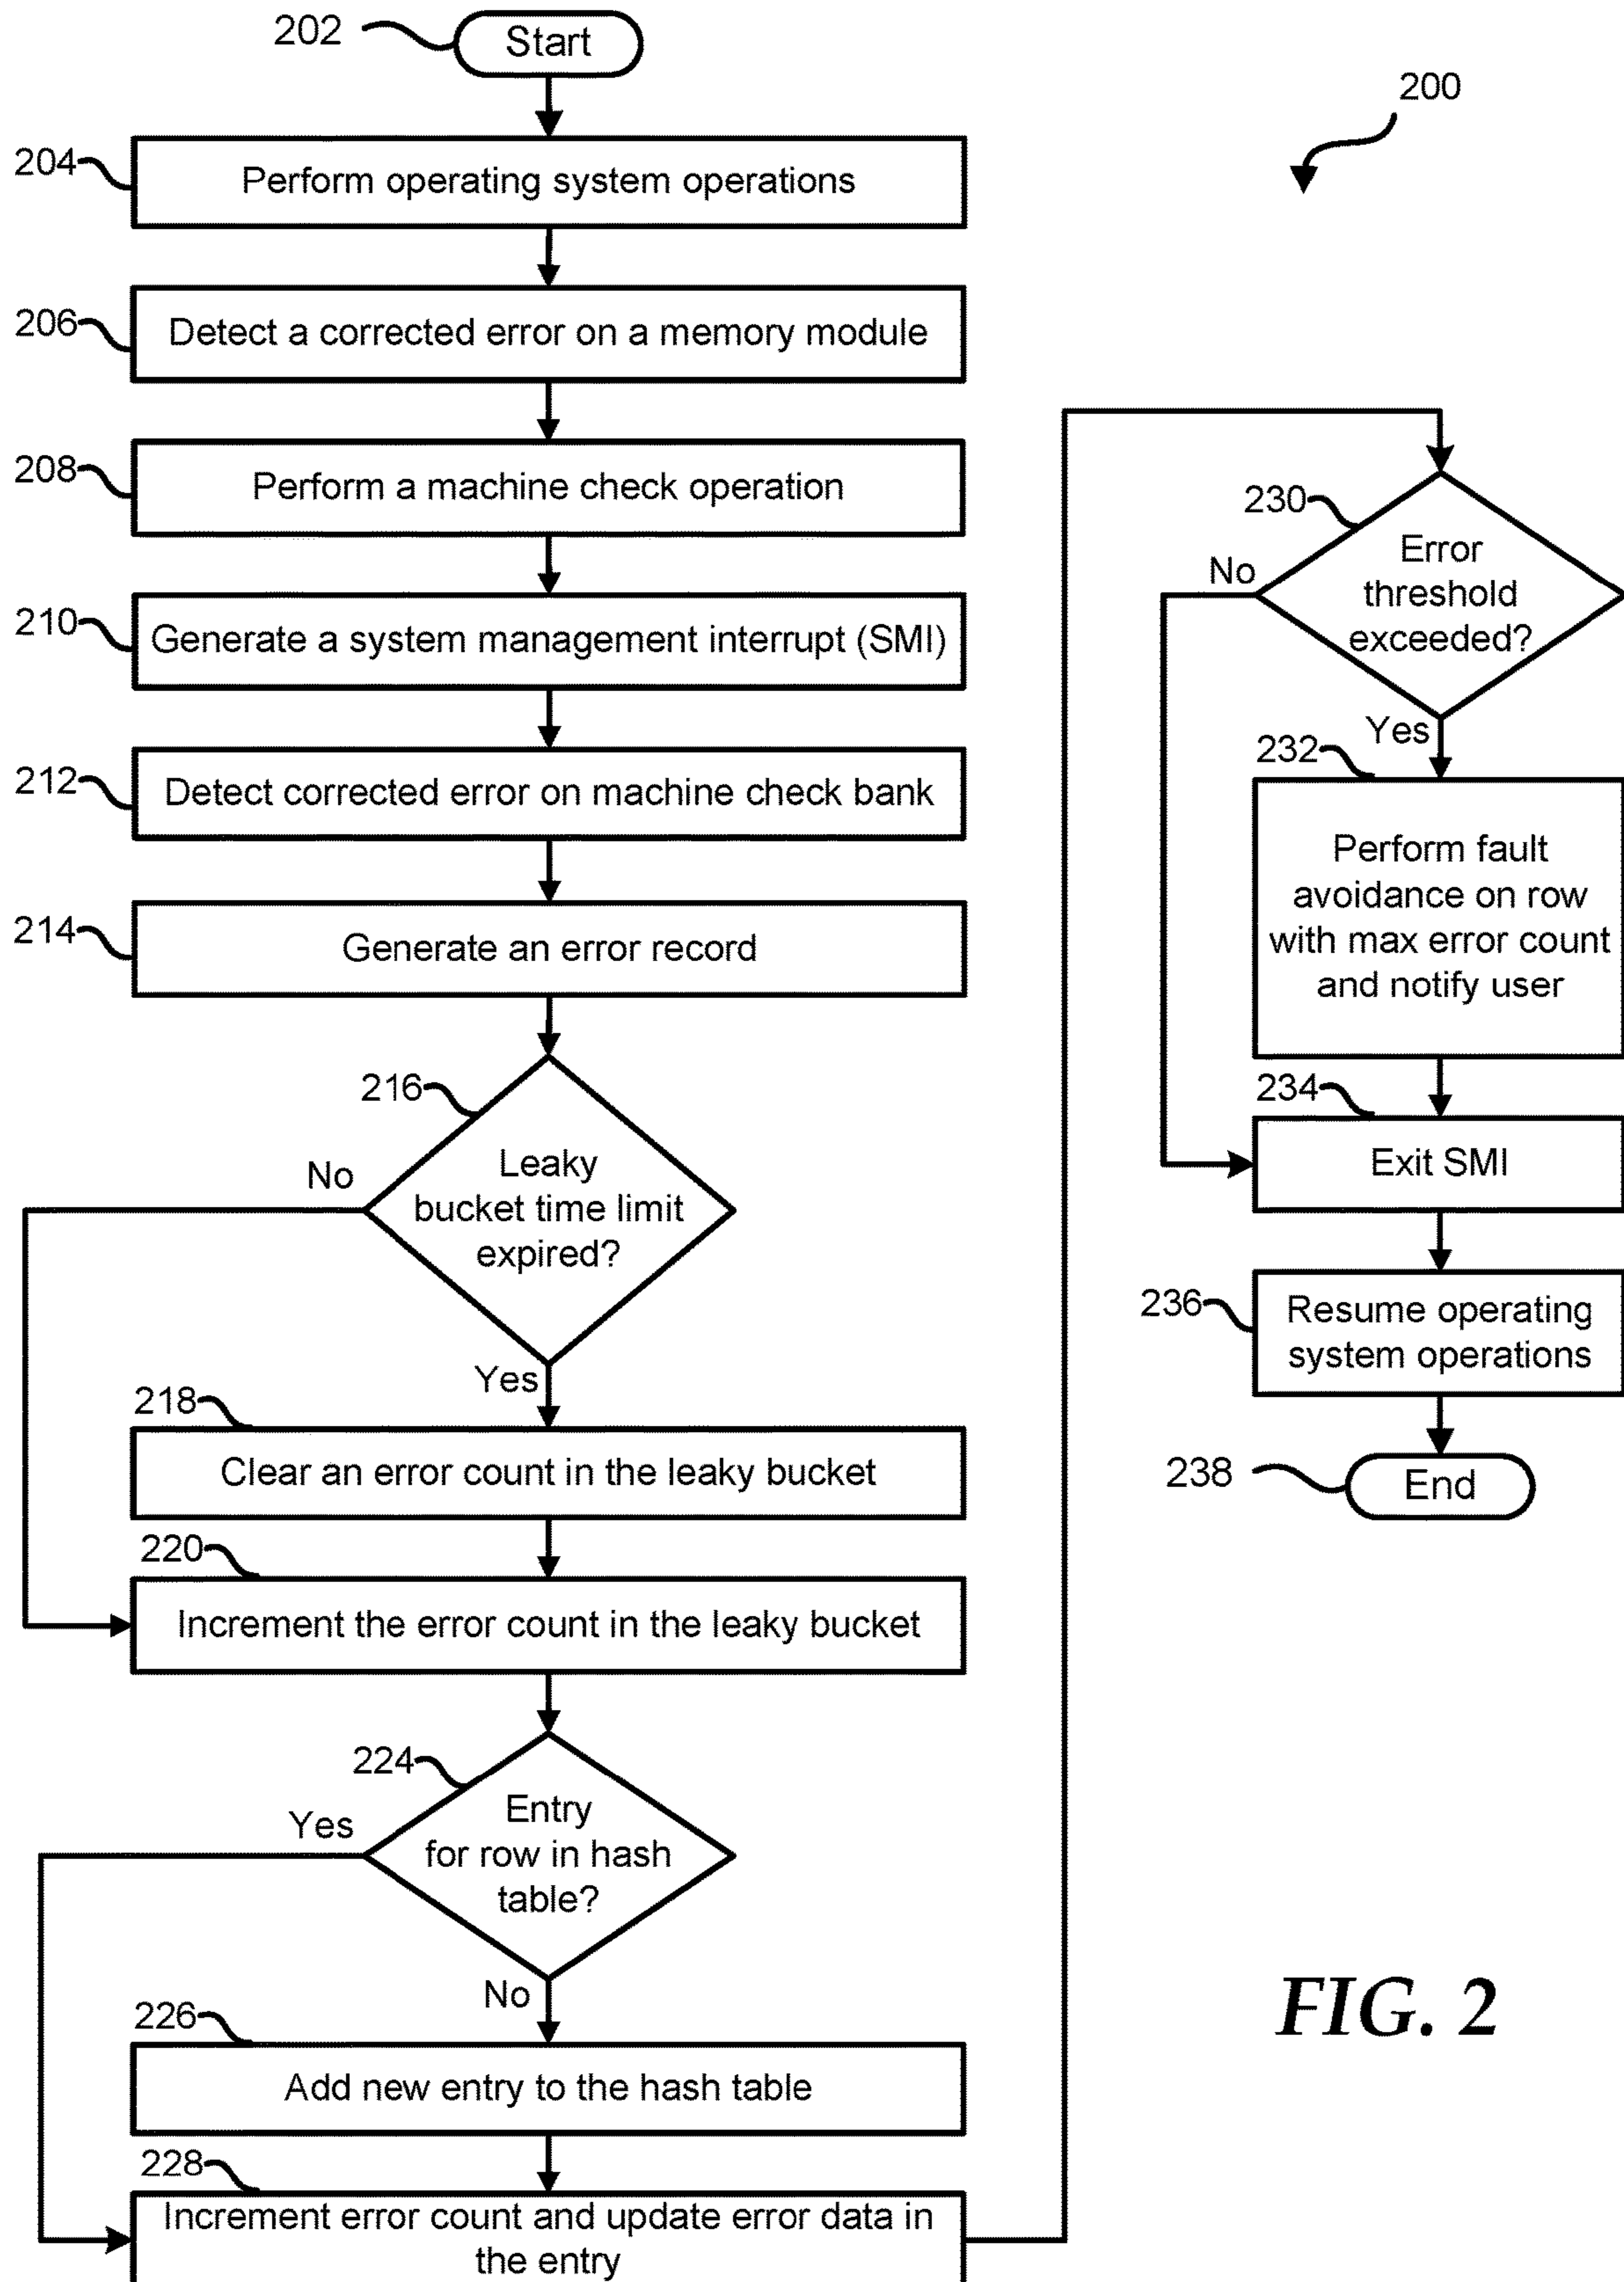 202
Start
200
204
Perform operating system operations
206
Detect a corrected error on a memory module
208
Perform a machine check operation
210
Generate a system management interrupt (SMI)
212
Detect corrected error on machine check bank
214
Generate an error record
216
Leaky
bucket time limit
expired?
No
Yes
218
Clear an error count in the leaky bucket
220
Increment the error count in the leaky bucket
224
Entry
for row in hash
table?
Yes
No
226
Add new entry to the hash table
228
Increment error count and update error data in
the entry
230
Error
threshold
exceeded?
No
Yes
232
Perform fault
avoidance on row
with max error count
and notify user
234
Exit SMI
236
Resume operating
system operations
238
End
FIG. 2